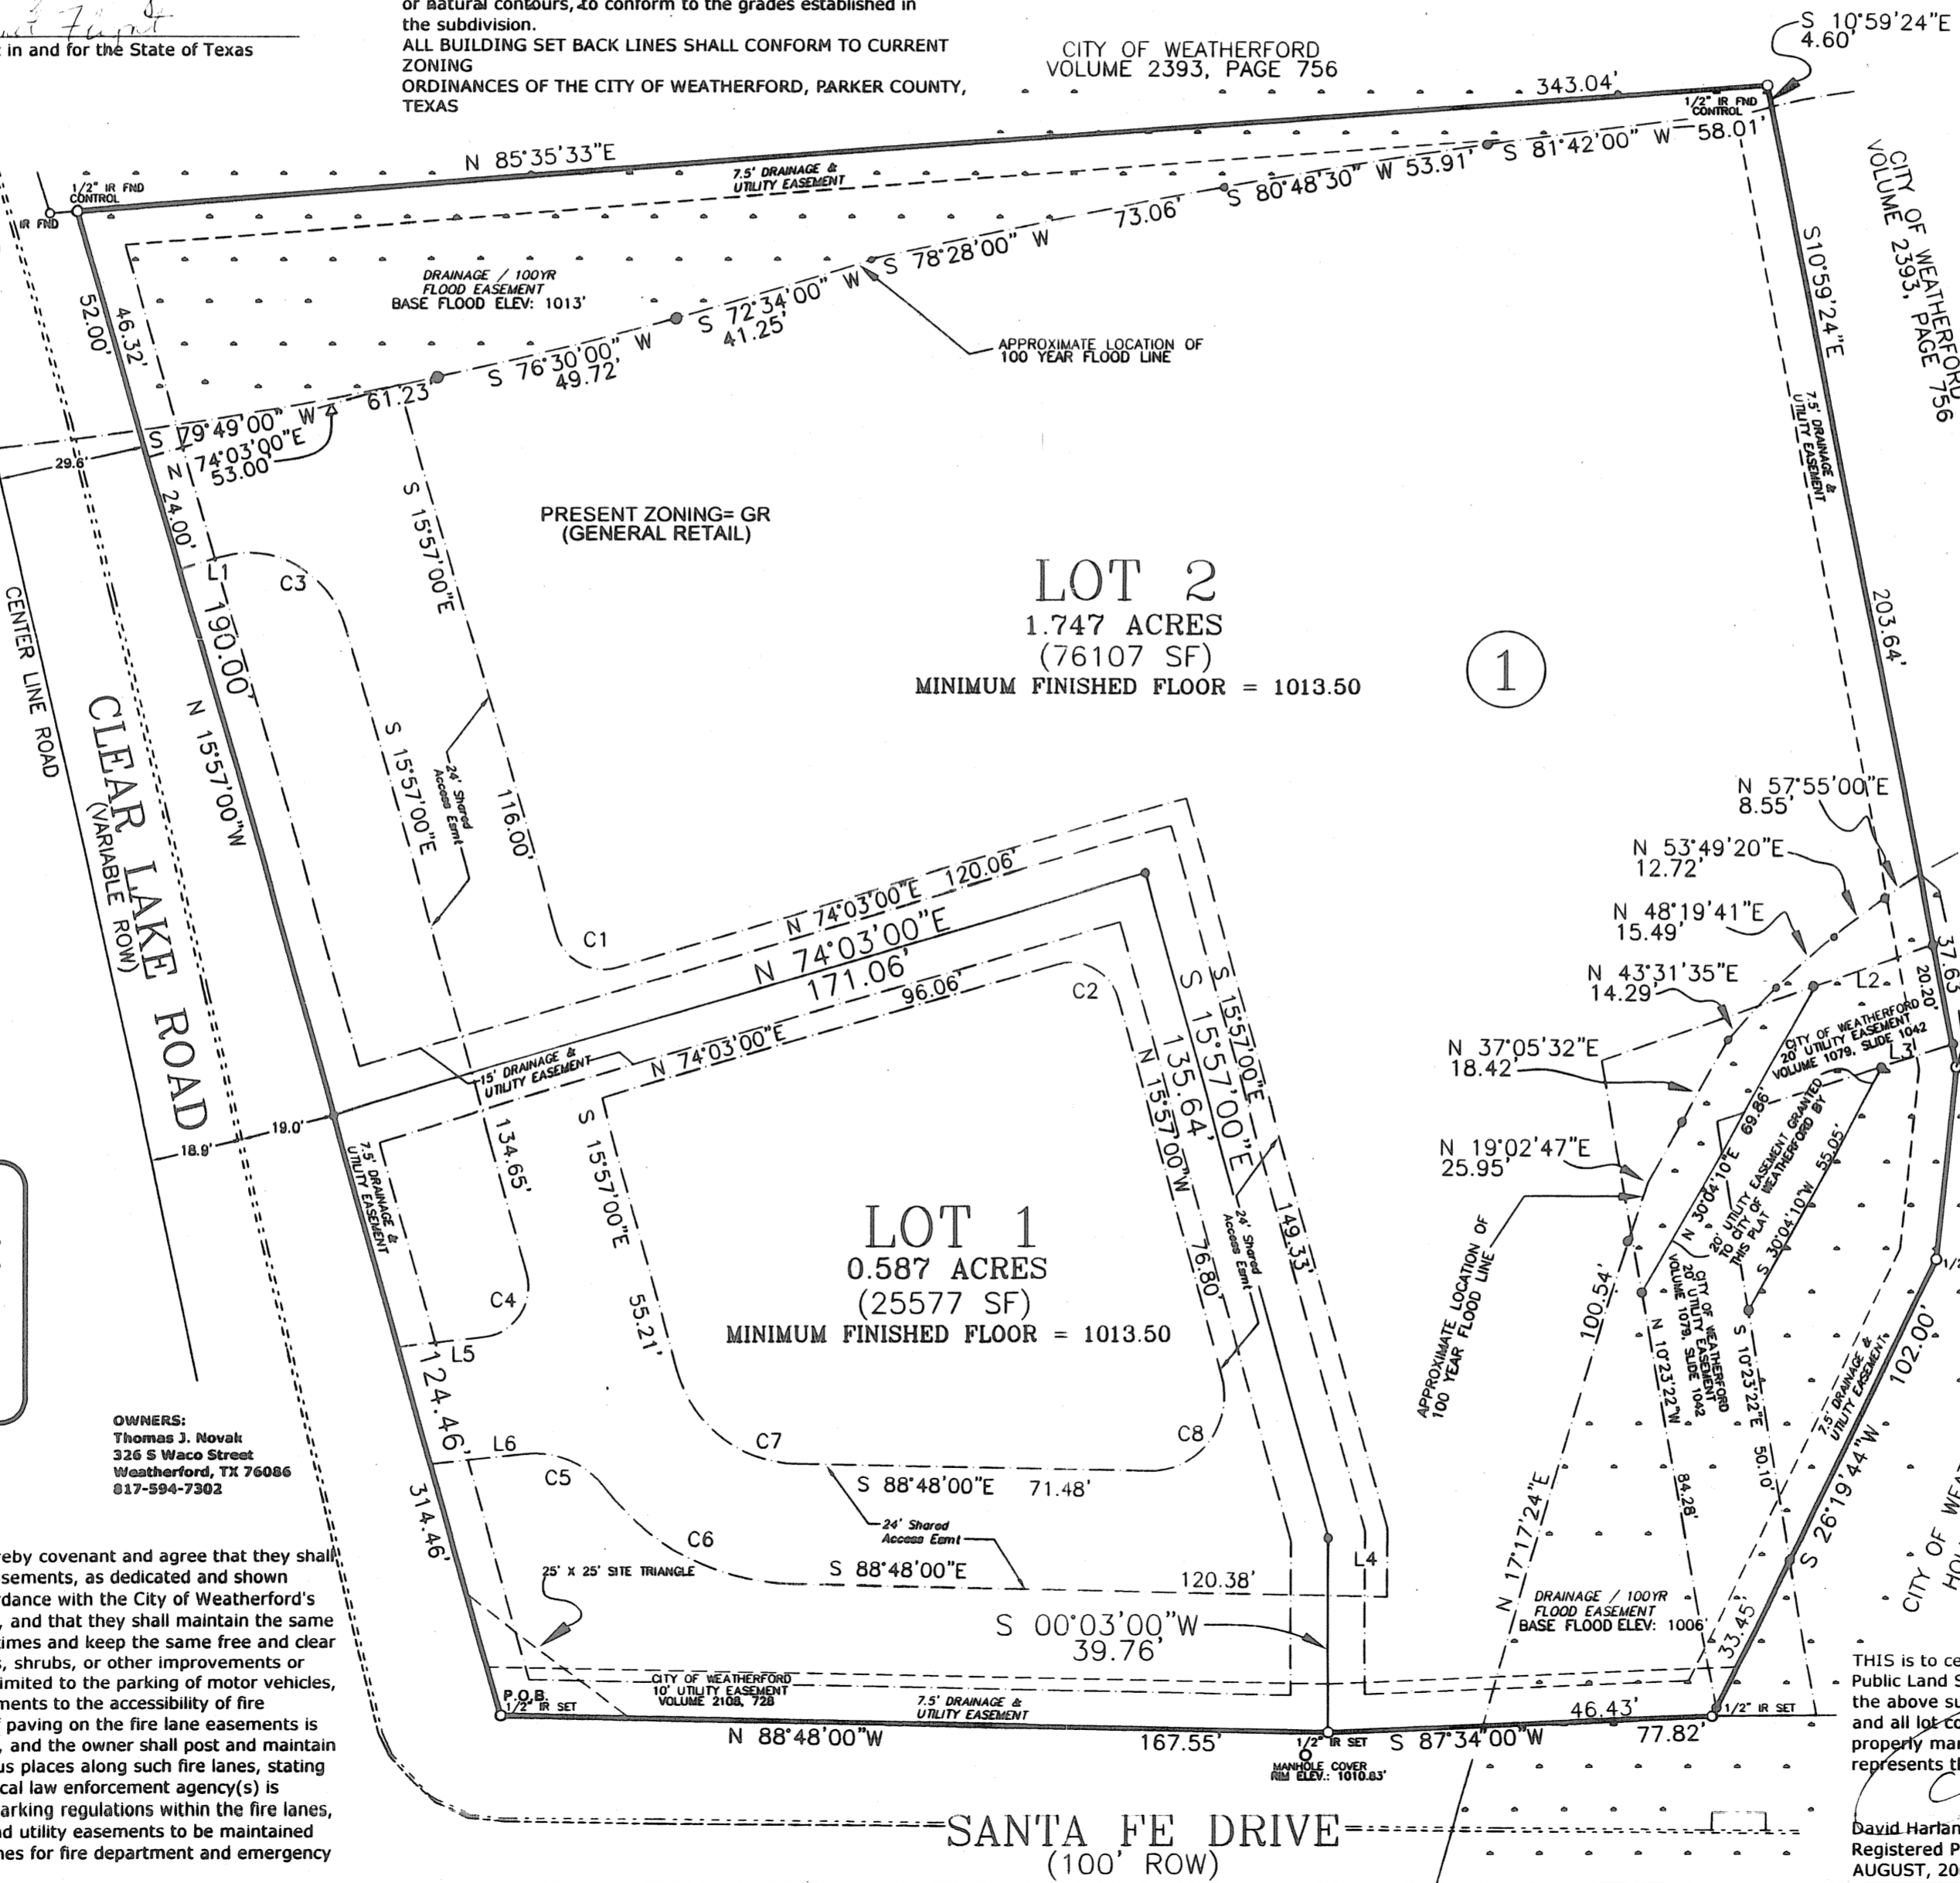 in and for the State of Texas
or natural contours, to conform to the grades established in
the subdivision.
ALL BUILDING SET BACK LINES SHALL CONFORM TO CURRENT
ZONING
ORDINANCES OF THE CITY OF WEATHERFORD, PARKER COUNTY,
TEXAS
CITY OF WEATHERFORD
VOLUME 2393, PAGE 756
S 10°59'24"E
4.60'
343.04'
1/2" IR FND
CONTROL
N 85°35'33"E
7.5' DRAINAGE &
UTILITY EASEMENT
1/2" IR FND
CONTROL
IR FND
S 81°42'00" W
58.01'
S 80°48'30" W 53.91'
73.06'
S 78°28'00" W
S 72°34'00" W
41.25'
S 76°30'00" W
49.72'
61.23'
S 79°49'00" W
74°03'00"E
53.00'
DRAINAGE / 100YR
FLOOD EASEMENT
BASE FLOOD ELEV: 1013'
APPROXIMATE LOCATION OF
100 YEAR FLOOD LINE
CITY OF WEATHERFORD
VOLUME 2393, PAGE 756
S10°59'24"E
7.5' DRAINAGE &
UTILITY EASEMENT
203.64'
52.00'
46.32'
29.6'
N
24.00'
L1
C3
190.00'
N 15°57'00"W
S 15°57'00"E
S 15°57'00"E
24' Shared
Access Esmt
116.00'
PRESENT ZONING= GR
(GENERAL RETAIL)
LOT 2
1.747 ACRES
(76107 SF)
MINIMUM FINISHED FLOOR = 1013.50
1
CENTER LINE ROAD
CLEAR LAKE ROAD
(VARIABLE ROW)
N 57°55'00"E
8.55'
N 53°49'20"E
12.72'
N 48°19'41"E
15.49'
N 43°31'35"E
14.29'
N 37°05'32"E
18.42'
N 19°02'47"E
25.95'
C1
N 74°03'00"E 120.06'
N 74°03'00"E
171.06'
96.06'
N 74°03'00"E
C2
15' DRAINAGE &
UTILITY EASEMENT
18.9'
19.0'
7.5' DRAINAGE &
UTILITY EASEMENT
134.65'
S 15°57'00"E
55.21'
S 15°57'00"E
135.64'
S 15°57'00"E
149.33'
N 15°57'00"W
76.80'
24' Shared
Access Esmt
LOT 1
0.587 ACRES
(25577 SF)
MINIMUM FINISHED FLOOR = 1013.50
37.63'
20.20'
L2
CITY OF WEATHERFORD
20' UTILITY EASEMENT
VOLUME 1079, SLIDE 1042
L3
69.86'
N 30°04'10"E
20' UTILITY EASEMENT GRANTED
TO CITY OF WEATHERFORD BY
THIS PLAT
S 30°04'10"W 55.05'
CITY OF WEATHERFORD
20' UTILITY EASEMENT
VOLUME 1079, SLIDE 1042
N 10°23'22"W
84.28'
S 10°23'22"E
50.10'
APPROXIMATE LOCATION OF
100 YEAR FLOOD LINE
100.54'
N 17°17'24"E
7.5' DRAINAGE &
UTILITY EASEMENT
102.00'
S 26°19'44"W
33.45'
C4
L5
124.46'
L6
C5
C6
C7
C8
314.46'
S 88°48'00"E 71.48'
24' Shared
Access Esmt
S 88°48'00"E
120.38'
L4
S 00°03'00"W
39.76'
25' X 25' SITE TRIANGLE
DRAINAGE / 100YR
FLOOD EASEMENT
BASE FLOOD ELEV: 1006'
OWNERS:
Thomas J. Novak
326 S Waco Street
Weatherford, TX 76086
817-594-7302
P.O.B.
1/2" IR SET
CITY OF WEATHERFORD
10' UTILITY EASEMENT
VOLUME 2108, 728
7.5' DRAINAGE &
UTILITY EASEMENT
N 88°48'00"W
167.55'
1/2" IR SET
MANHOLE COVER
RIM ELEV.: 1010.83'
S 87°34'00"W
46.43'
77.82'
1/2" IR SET
CITY OF
SANTA FE DRIVE
(100' ROW)
reby covenant and agree that they shall
sements, as dedicated and shown
rdance with the City of Weatherford's
, and that they shall maintain the same
times and keep the same free and clear
s, shrubs, or other improvements or
limited to the parking of motor vehicles,
ments to the accessibility of fire
f paving on the fire lane easements is
, and the owner shall post and maintain
us places along such fire lanes, stating
cal law enforcement agency(s) is
arking regulations within the fire lanes,
nd utility easements to be maintained
nes for fire department and emergency
THIS is to ce
Public Land S
the above su
and all lot co
properly mar
represents th
David Harlan
Registered P
AUGUST, 20